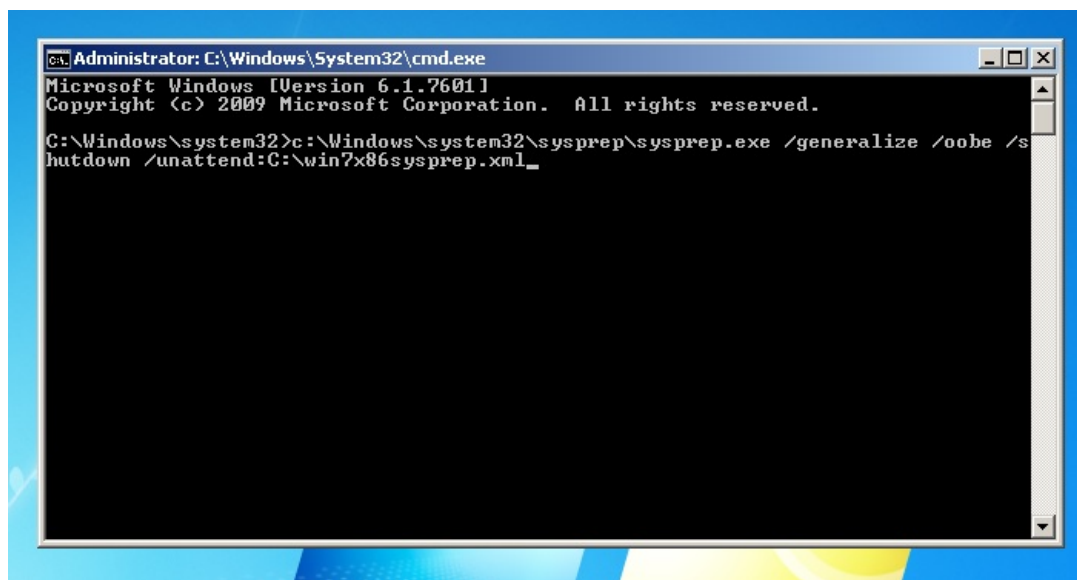 Administrator: C:\Windows\System32\cmd.exe
Microsoft Windows [Version 6.1.7601]
Copyright (c) 2009 Microsoft Corporation.  All rights reserved.
C:\Windows\system32>c:\Windows\system32\sysprep\sysprep.exe /generalize /oobe /s
hutdown /unattend:C:\win7x86sysprep.xml_